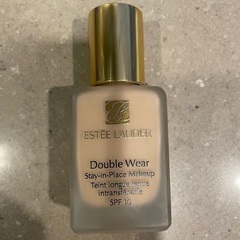 ESTĒE LAUDER
Double Wear
Stay-in-Place Makeup
Teint longue tenue
intransférable
SPF 10